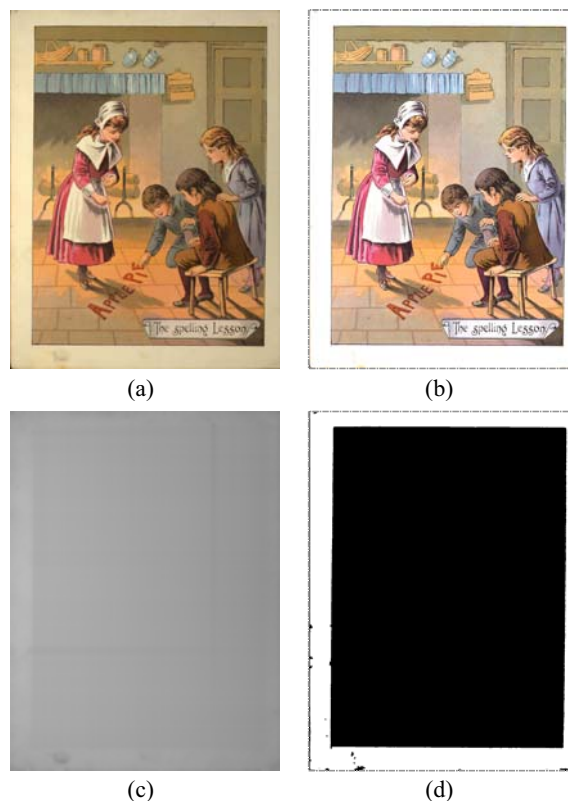 APPLE PIE
The spelling Lesson
APPLE PIE
The spelling Lesson
(a)
(b)
(c)
(d)